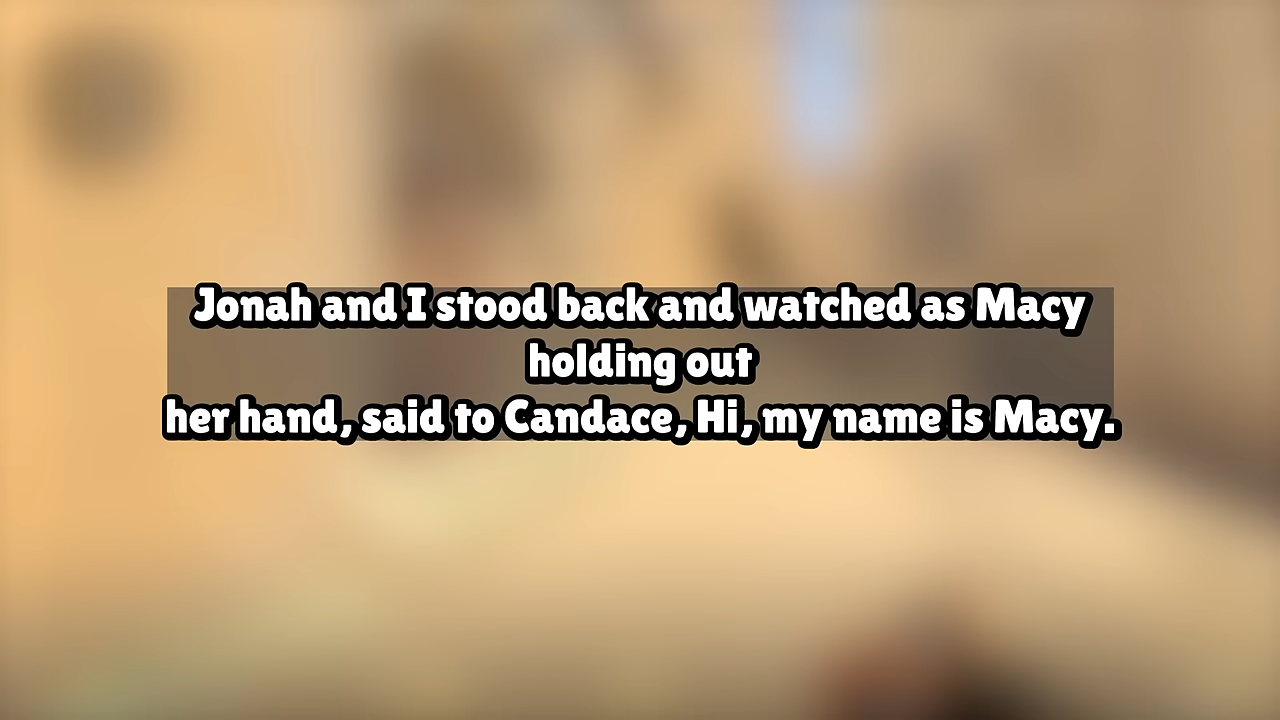 Jonah and I stood back and watched as Macy
holding out
her hand, said to Candace, Hi, my name is Macy.